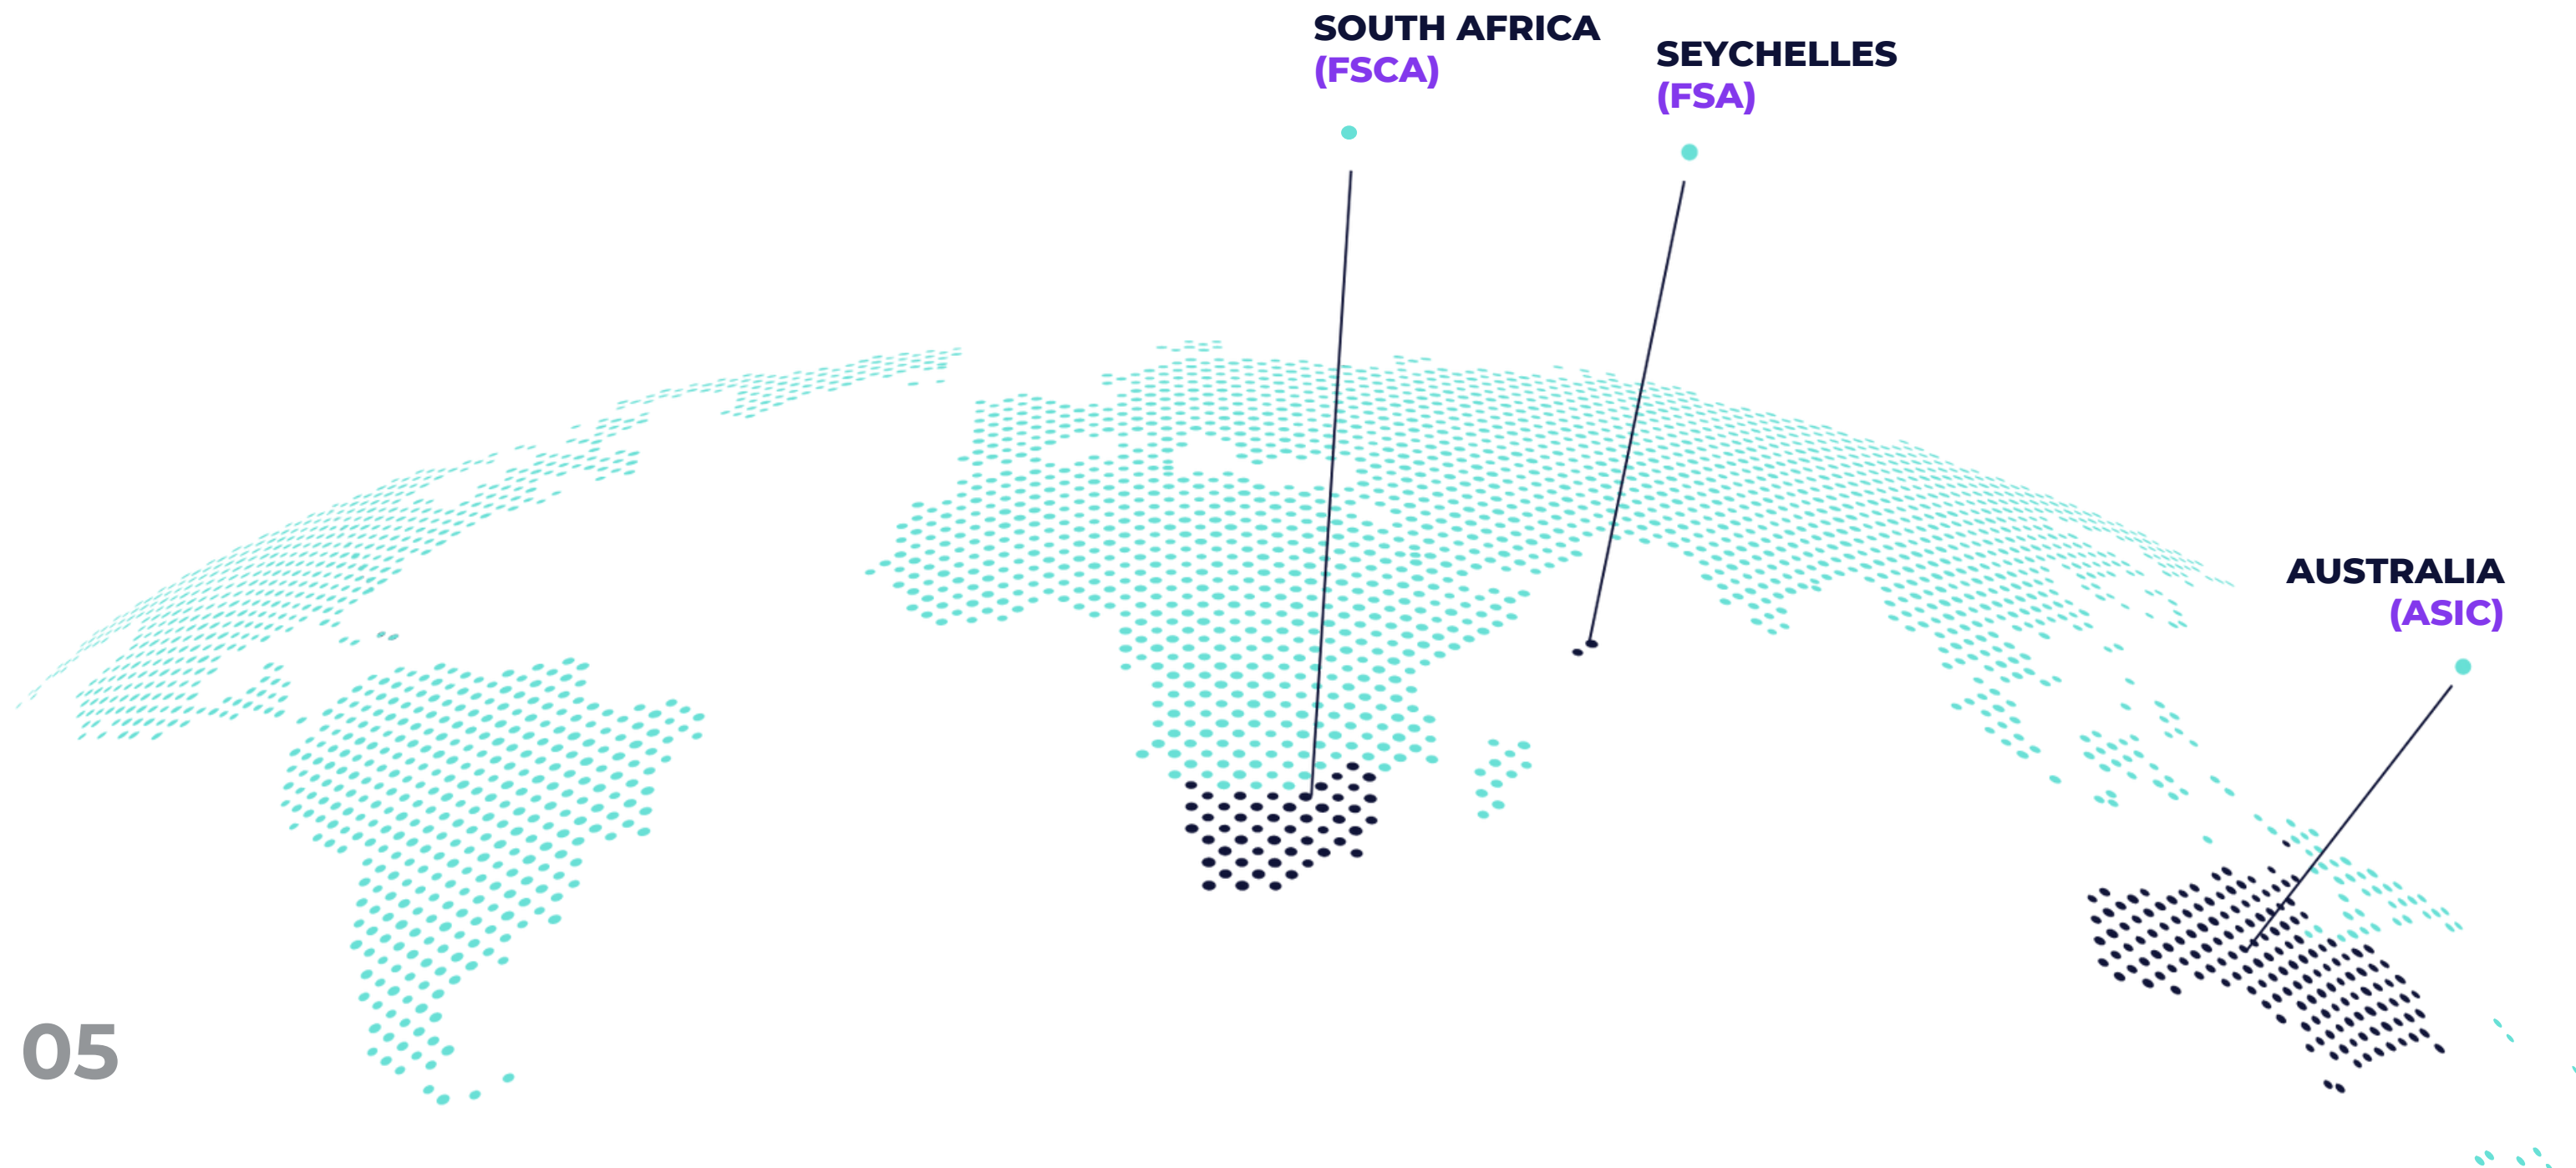 SOUTH AFRICA
(FSCA)
SEYCHELLES
(FSA)
AUSTRALIA
(ASIC)
05